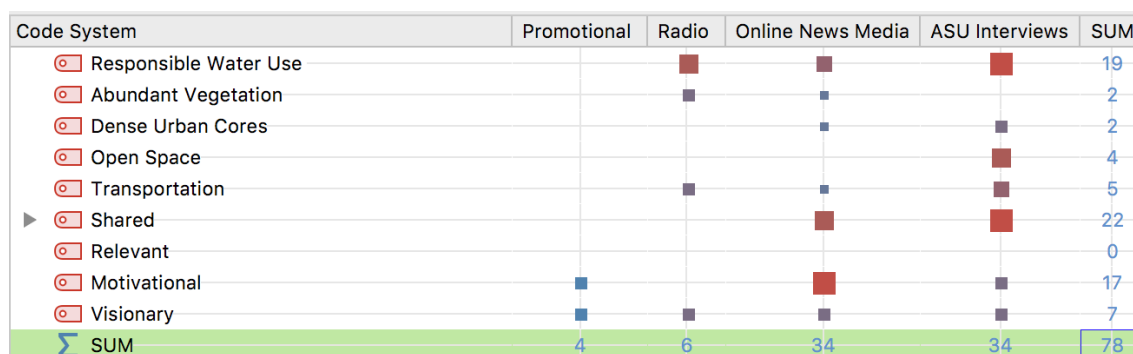 Code System Promotional Radio Online News Media ASU Interviews SUM
Responsible Water Use 19
Abundant Vegetation 2
Dense Urban Cores 2
Open Space 4
Transportation 5
Shared 22
Relevant 0
Motivational 17
Visionary 7
Σ SUM 4 6 34 34 78